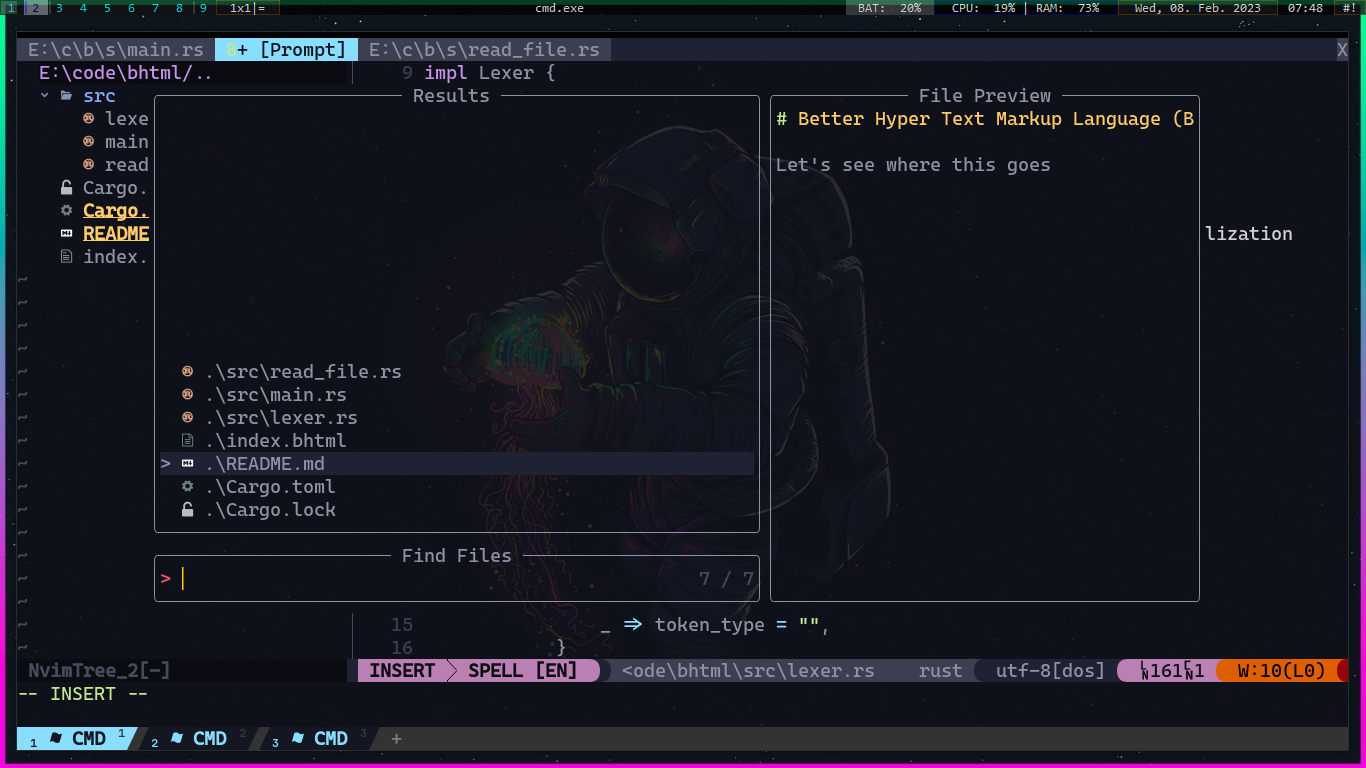 1 2 3 4 5 6 7 8 9 1x1|= cmd.exe BAT: 20% CPU: 19% | RAM: 73% Wed, 08. Feb. 2023 07:48 #!
E:\c\b\s\main.rs 8+ [Prompt] E:\c\b\s\read_file.rs X
E:\code\bhtml/..
src
lexe
main
read
Cargo.
Cargo.
README
index.
9 impl Lexer {
Results
.\src\read_file.rs
.\src\main.rs
.\src\lexer.rs
.\index.bhtml
> .\README.md
.\Cargo.toml
.\Cargo.lock
Find Files
> 7 / 7
File Preview
# Better Hyper Text Markup Language (B
Let's see where this goes
lization
15 _ => token_type = "",
16 }
NvimTree_2[-] INSERT SPELL [EN] <ode\bhtml\src\lexer.rs rust utf-8[dos] LN161CN1 W:10(L0)
-- INSERT --
1 CMD 1 2 CMD 2 3 CMD 3 +